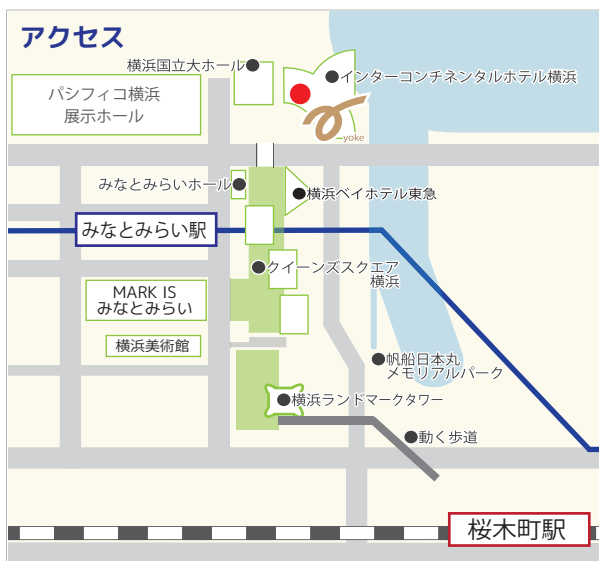 アクセス
横浜国立大ホール
インターコンチネンタルホテル横浜
パシフィコ横浜
展示ホール
yoke
みなとみらいホール
横浜ベイホテル東急
みなとみらい駅
クイーンズスクエア
横浜
MARK IS
みなとみらい
横浜美術館
帆船日本丸
メモリアルパーク
横浜ランドマークタワー
動く歩道
桜木町駅